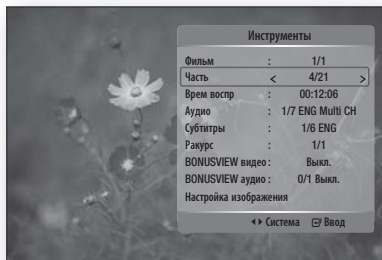 Инструменты
Фильм : 1/1
Часть < 4/21 >
Врем воспр : 00:12:06
Аудио : 1/7 ENG Multi CH
Субтитры : 1/6 ENG
Ракурс : 1/1
BONUSVIEW видео : Выкл.
BONUSVIEW аудио : 0/1 Выкл.
Настройка изображения
◂▸ Система Ввод